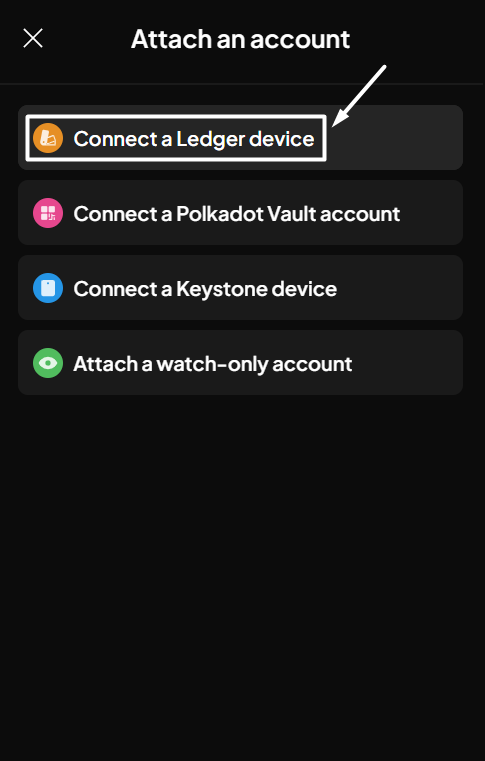 Attach an account
Connect a Ledger device
Connect a Polkadot Vault account
Connect a Keystone device
Attach a watch-only account